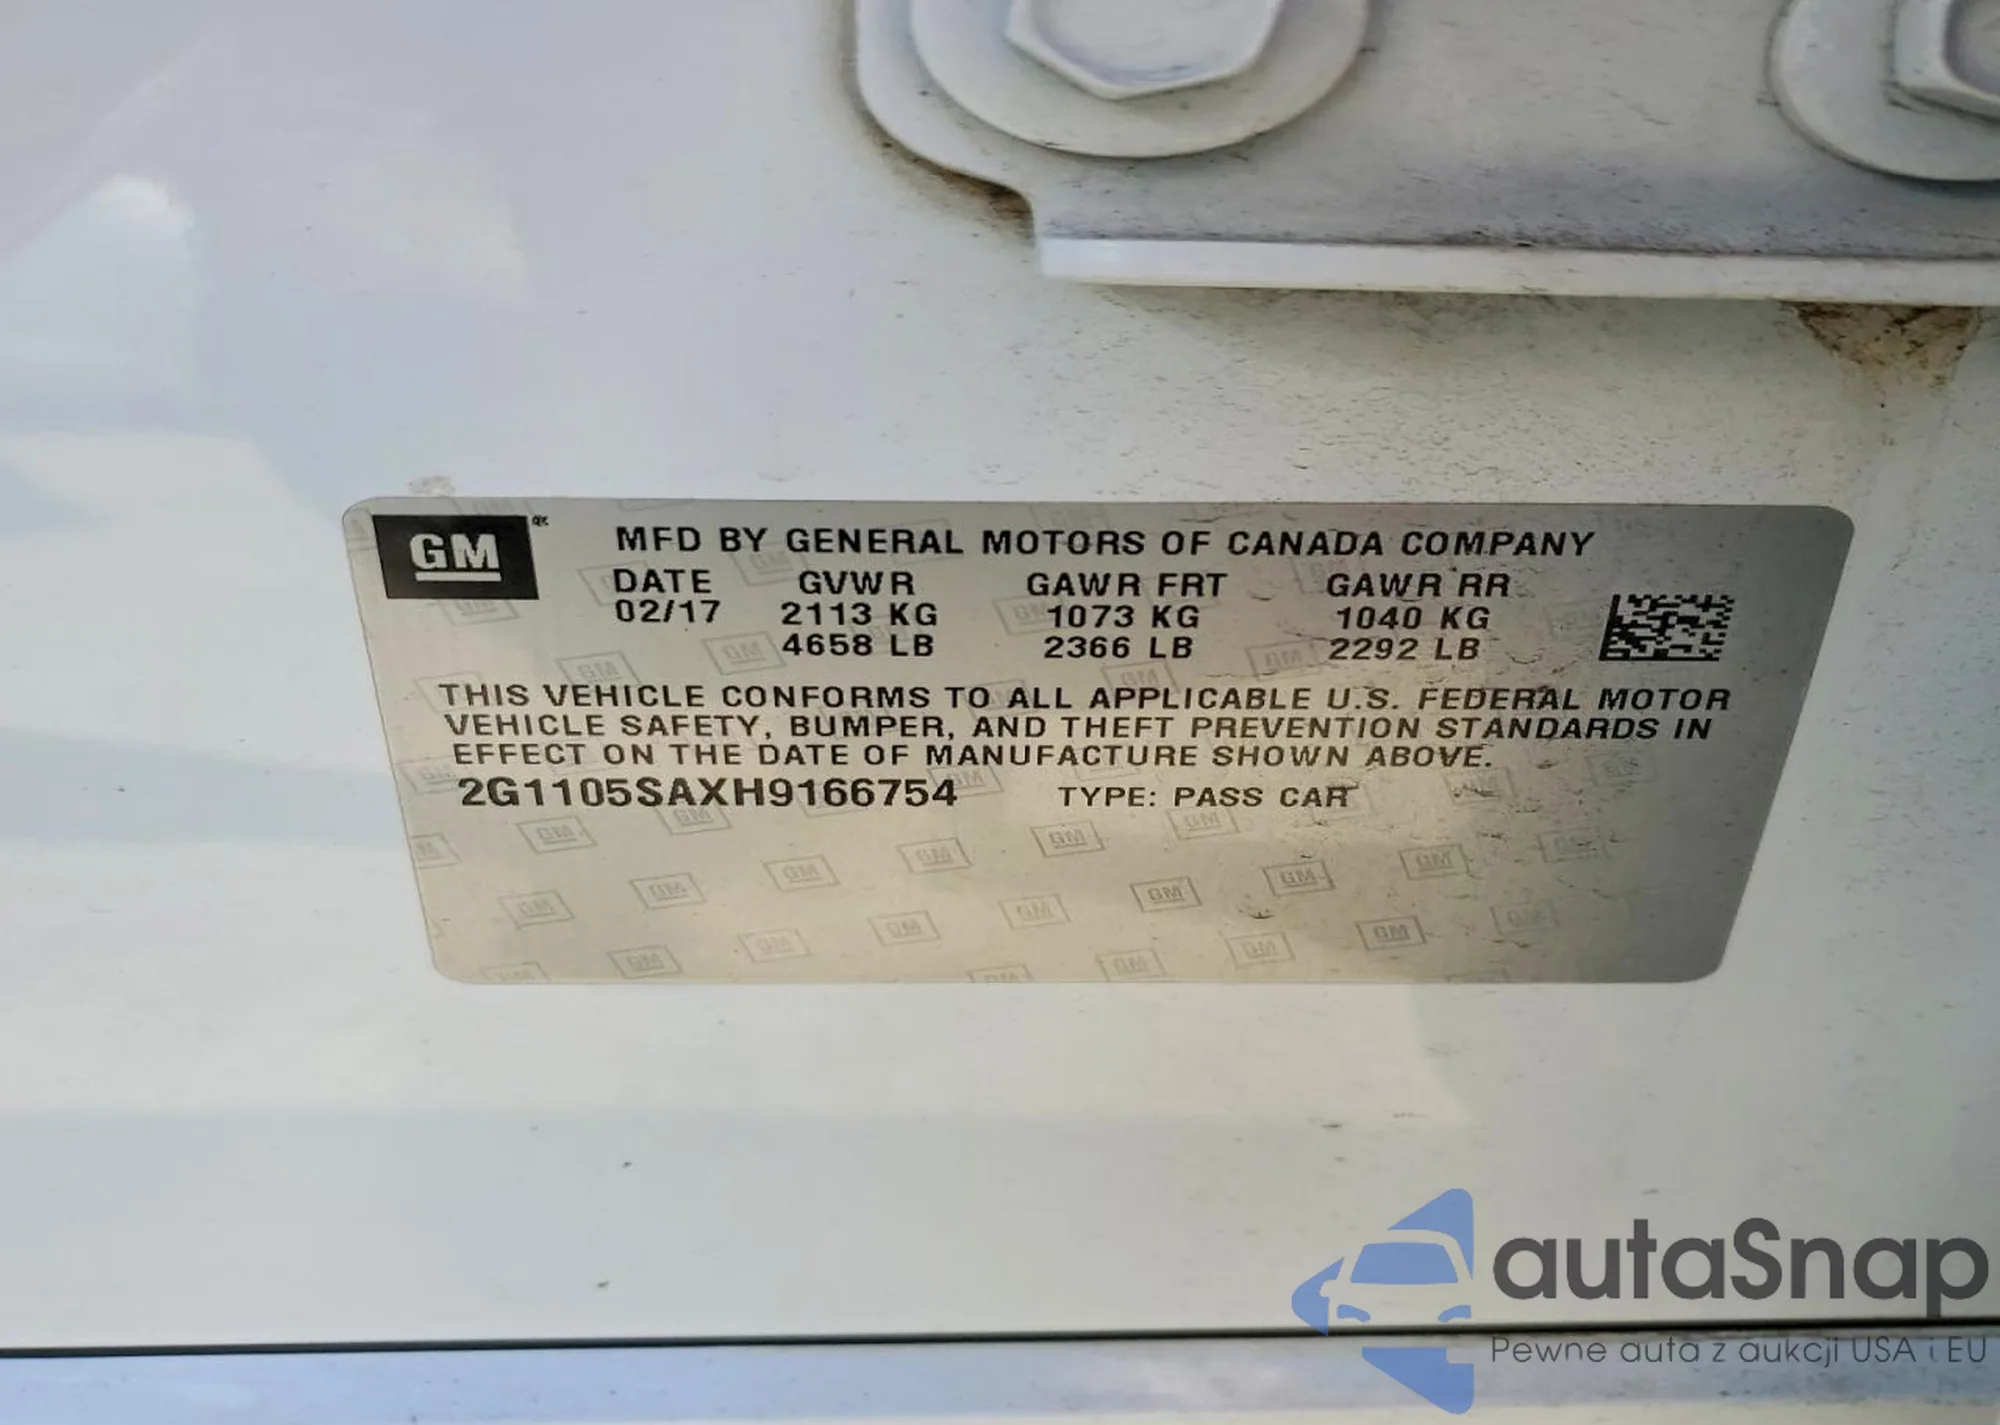 GM
MFD BY GENERAL MOTORS OF CANADA COMPANY
DATE GVWR GAWR FRT GAWR RR
02/17 2113 KG 1073 KG 1040 KG
4658 LB 2366 LB 2292 LB
THIS VEHICLE CONFORMS TO ALL APPLICABLE U.S. FEDERAL MOTOR
VEHICLE SAFETY, BUMPER, AND THEFT PREVENTION STANDARDS IN
EFFECT ON THE DATE OF MANUFACTURE SHOWN ABOVE.
2G1105SAXH9166754 TYPE: PASS CAR
autaSnap
Pewne auta z aukcji USA i EU